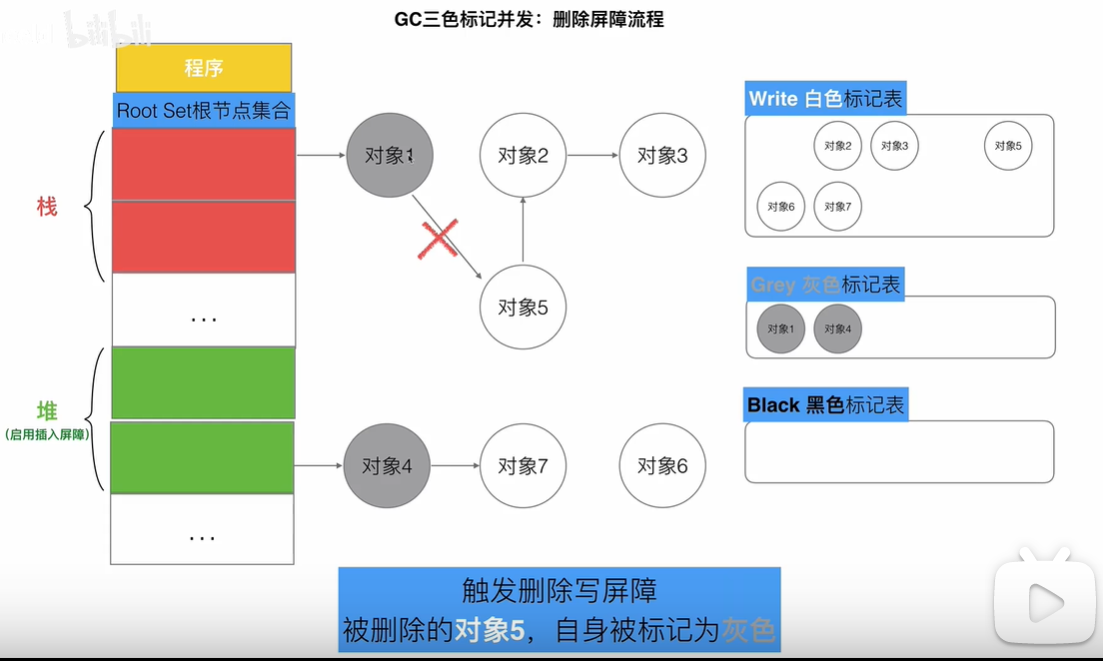 GC三色标记并发：删除屏障流程
bilibili
程序
Root Set根节点集合
栈
...
堆
（启用插入屏障）
...
对象1
对象2
对象3
对象5
对象4
对象7
对象6
Write 白色标记表
对象2
对象3
对象5
对象6
对象7
Grey 灰色标记表
对象1
对象4
Black 黑色标记表
触发删除写屏障
被删除的对象5，自身被标记为灰色